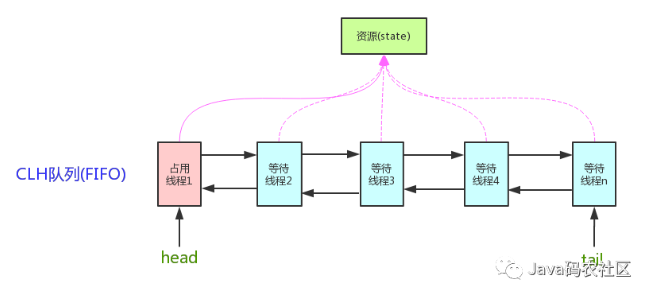 资源(state)
CLH队列(FIFO)
占用
线程1
等待
线程2
等待
线程3
等待
线程4
等待
线程n
head
tail
Java码农社区